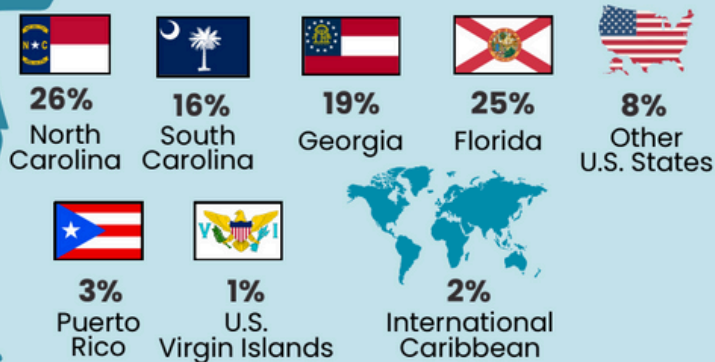 N C
26%
North
Carolina
16%
South
Carolina
19%
Georgia
25%
Florida
8%
Other
U.S. States
3%
Puerto
Rico
V I
1%
U.S.
Virgin Islands
2%
International
Caribbean